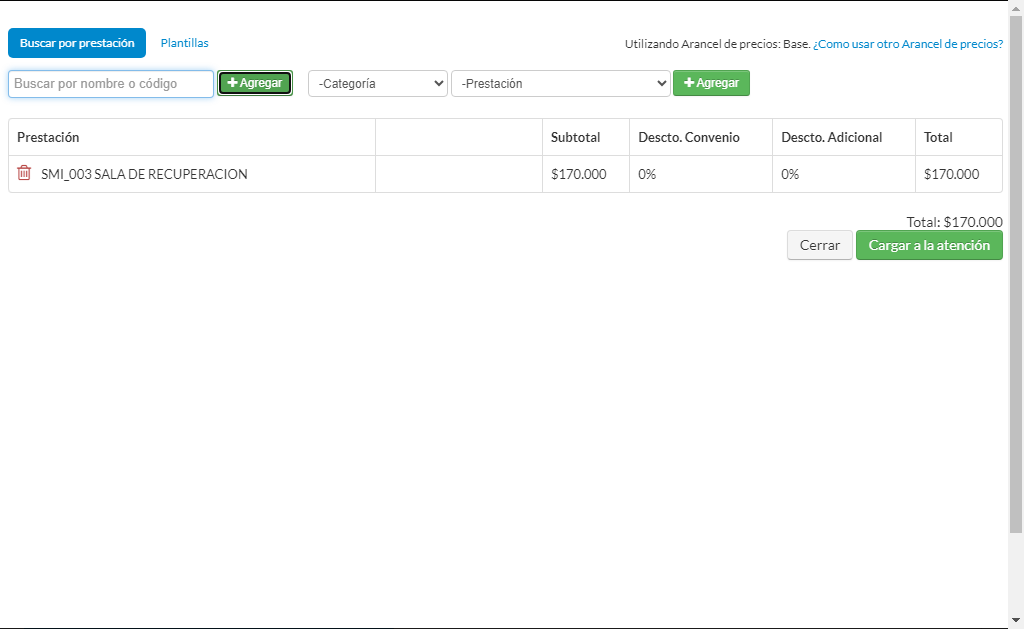 Buscar por prestación Plantillas Utilizando Arancel de precios: Base. ¿Como usar otro Arancel de precios?
Buscar por nombre o código Agregar -Categoría -Prestación Agregar
Prestación Subtotal Descto. Convenio Descto. Adicional Total
SMI_003 SALA DE RECUPERACION $170.000 0% 0% $170.000
Total: $170.000
Cerrar Cargar a la atención